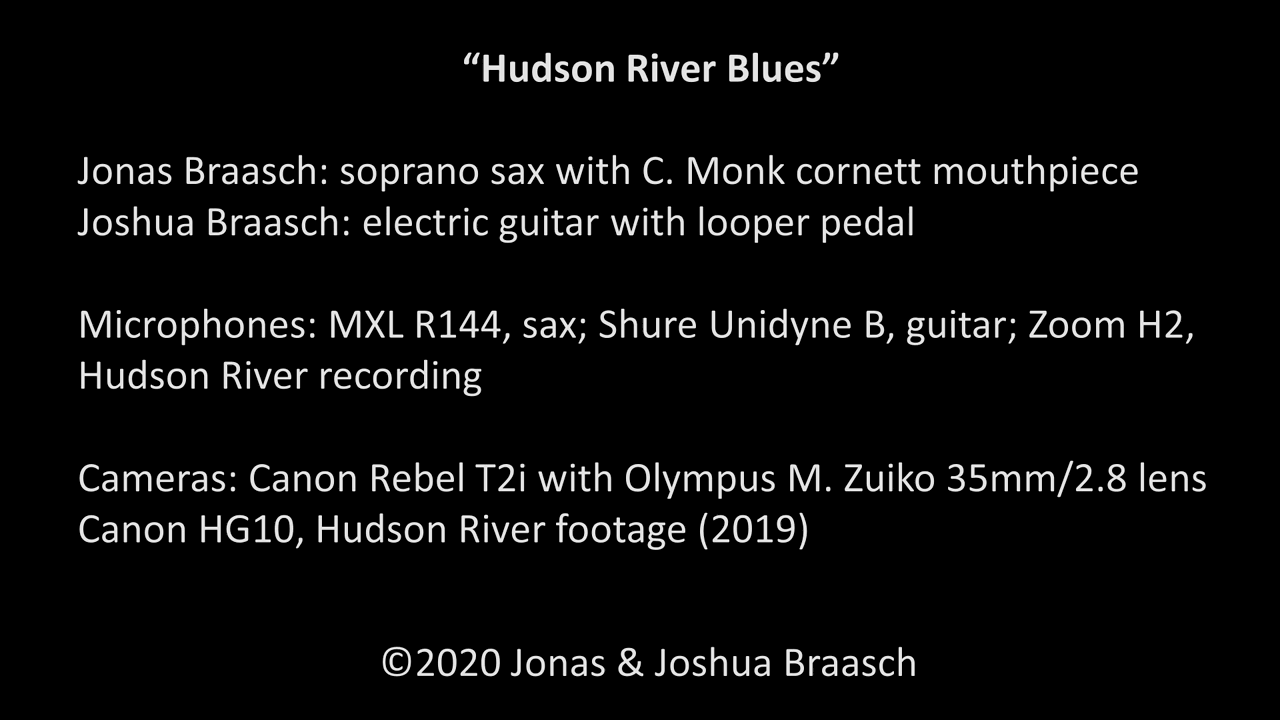 “Hudson River Blues”
Jonas Braasch: soprano sax with C. Monk cornett mouthpiece
Joshua Braasch: electric guitar with looper pedal
Microphones: MXL R144, sax; Shure Unidyne B, guitar; Zoom H2,
Hudson River recording
Cameras: Canon Rebel T2i with Olympus M. Zuiko 35mm/2.8 lens
Canon HG10, Hudson River footage (2019)
©2020 Jonas & Joshua Braasch